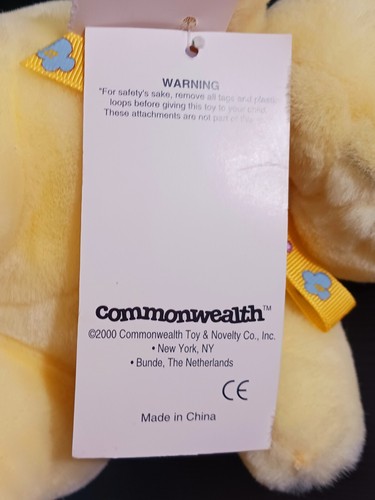 WARNING
"For safety's sake, remove all tags and plastic
loops before giving this toy to your child.
These attachments are not part of
commonwealth™
©2000 Commonwealth Toy & Novelty Co., Inc.
• New York, NY
• Bunde, The Netherlands
CE
Made in China